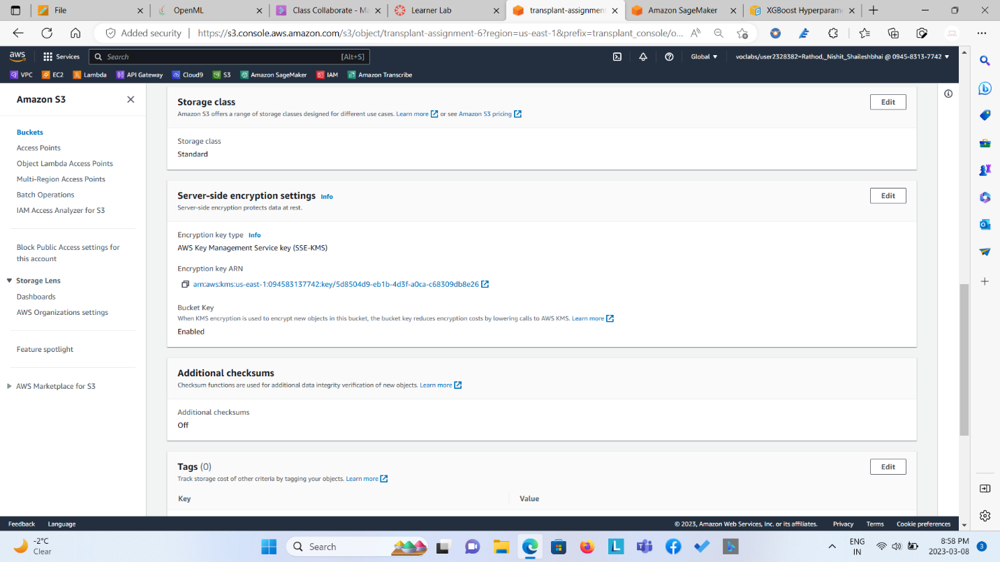 File
OpenML
Class Collaborate - Ma
Learner Lab
transplant-assignment
Amazon SageMaker
XGBoost Hyperparame
Added security
https://s3.console.aws.amazon.com/s3/object/transplant-assignment-6?region=us-east-1&prefix=transplant_console/o...
aws
Services
Search
[Alt+S]
Global
voclabs/user2328382=Rathod,_Nishit_Shaileshbhai @ 0945-8313-7742
VPC
EC2
Lambda
API Gateway
Cloud9
S3
Amazon SageMaker
IAM
Amazon Transcribe
Amazon S3
Buckets
Access Points
Object Lambda Access Points
Multi-Region Access Points
Batch Operations
IAM Access Analyzer for S3
Block Public Access settings for
this account
Storage Lens
Dashboards
AWS Organizations settings
Feature spotlight
AWS Marketplace for S3
Storage class
Edit
Amazon S3 offers a range of storage classes designed for different use cases. Learn more or see Amazon S3 pricing
Storage class
Standard
Server-side encryption settings Info
Edit
Server-side encryption protects data at rest.
Encryption key type Info
AWS Key Management Service key (SSE-KMS)
Encryption key ARN
arn:aws:kms:us-east-1:094583137742:key/5d8504d9-eb1b-4d3f-a0ca-c68309db8e26
Bucket Key
When KMS encryption is used to encrypt new objects in this bucket, the bucket key reduces encryption costs by lowering calls to AWS KMS. Learn more
Enabled
Additional checksums
Checksum functions are used for additional data integrity verification of new objects. Learn more
Additional checksums
Off
Tags (0)
Edit
Track storage cost of other criteria by tagging your objects. Learn more
Key
Value
Feedback
Language
© 2023, Amazon Web Services, Inc. or its affiliates.
Privacy
Terms
Cookie preferences
-2°C
Clear
Search
ENG
IN
8:58 PM
2023-03-08
3